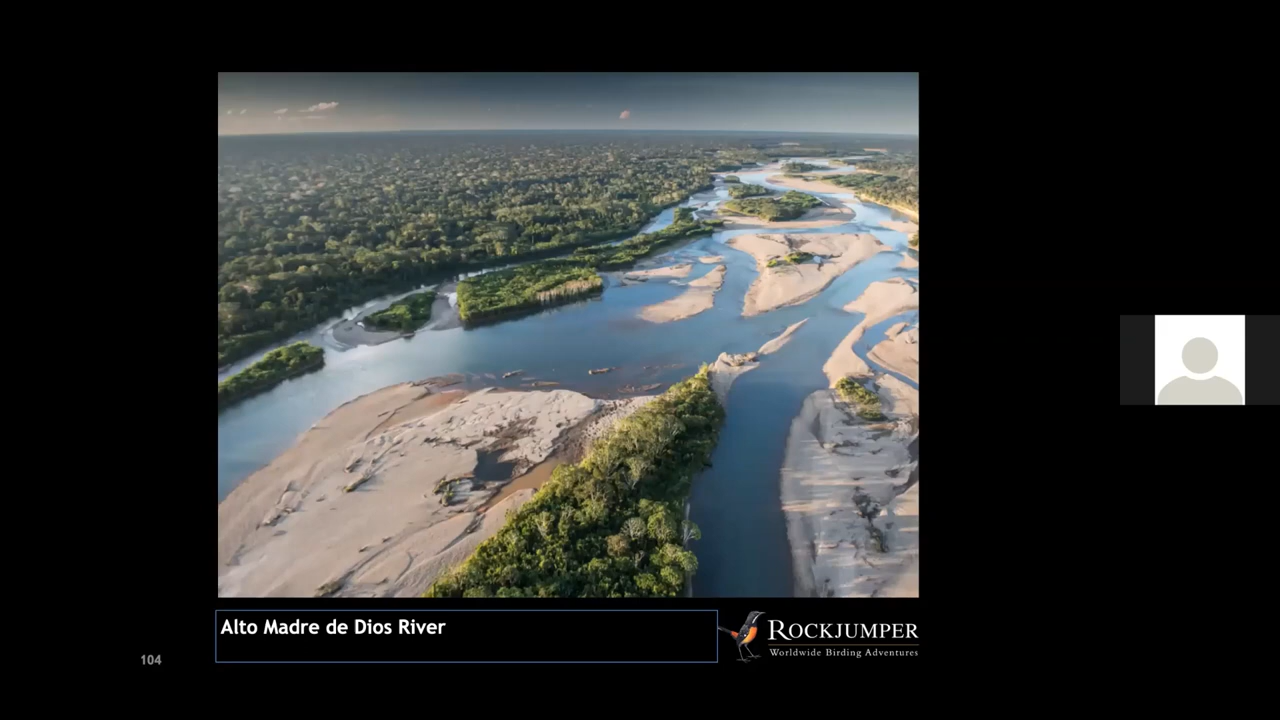 Alto Madre de Dios River
ROCKJUMPER
Worldwide Birding Adventures
104